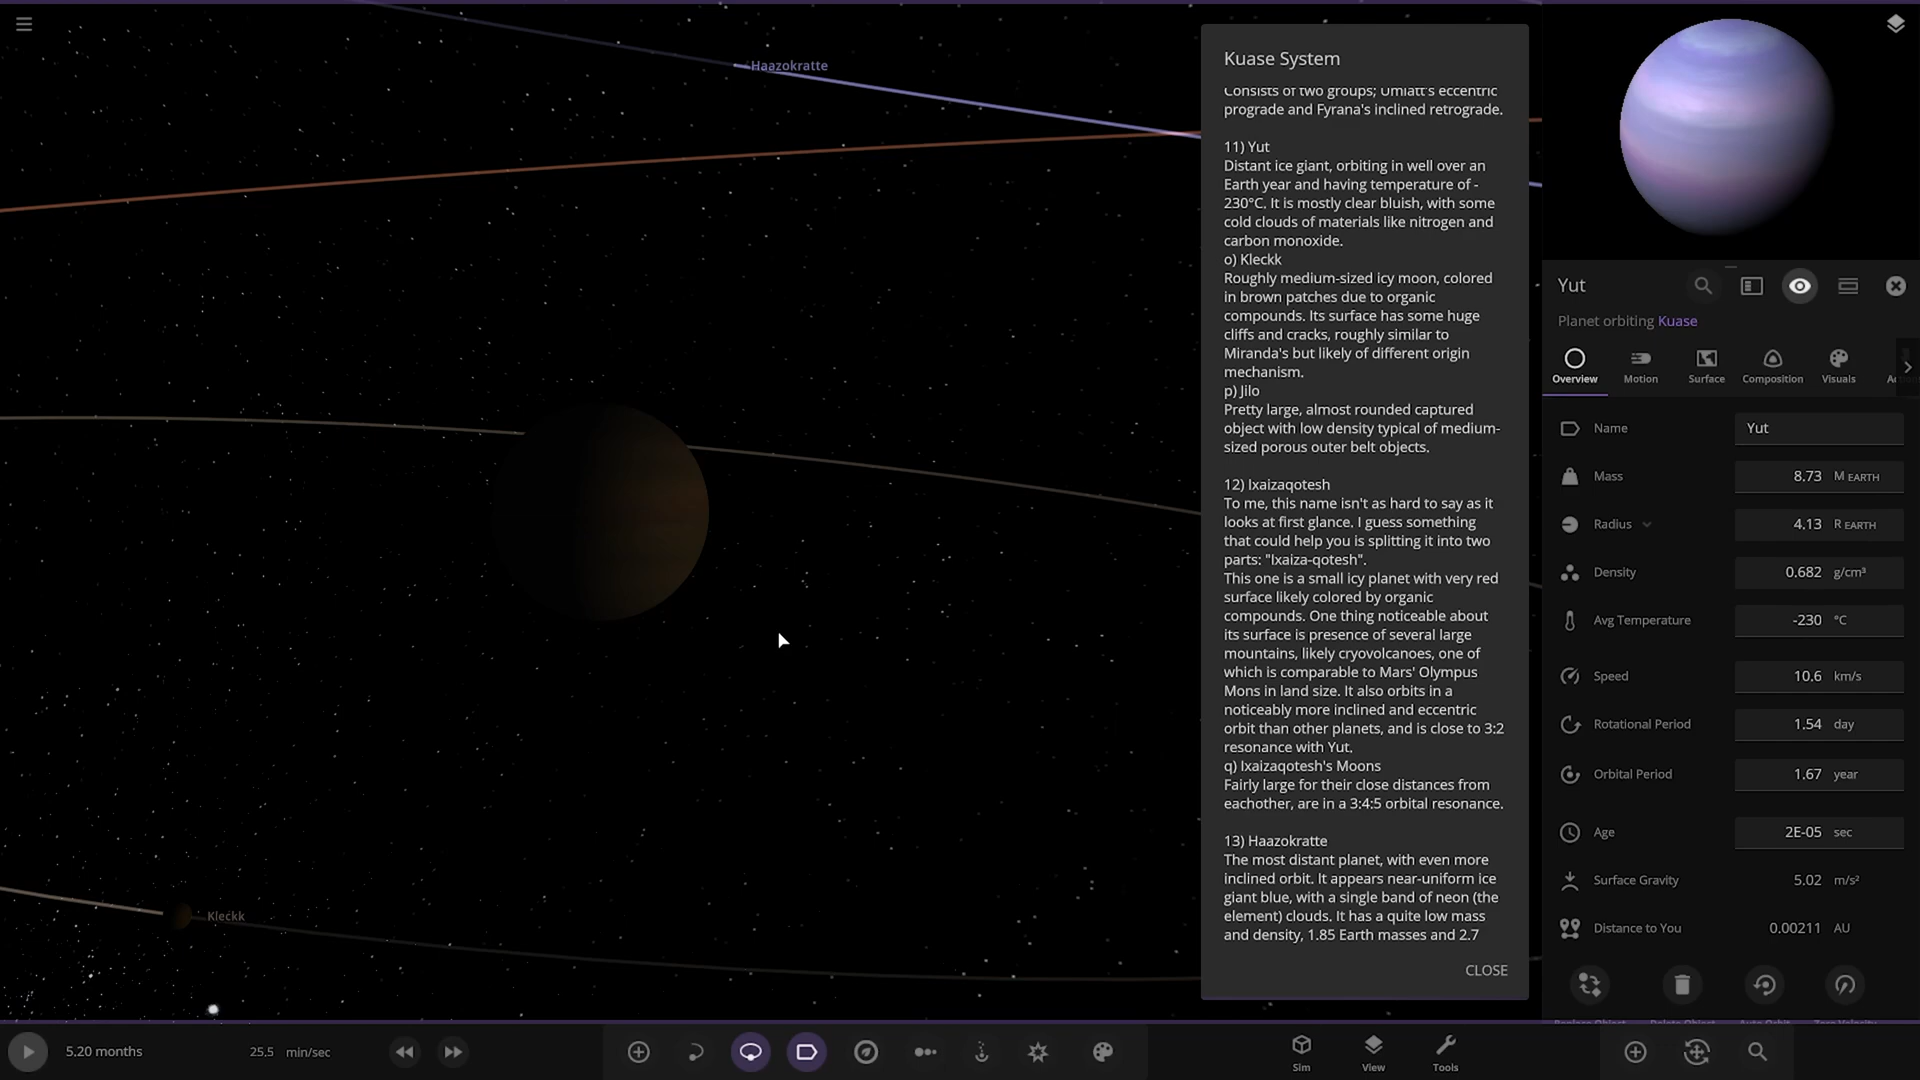 Haazokratte
Kleckk
Kuase System
Consists of two groups; Umiatt's eccentric
prograde and Fyrana's inclined retrograde.
11) Yut
Distant ice giant, orbiting in well over an
Earth year and having temperature of -
230°C. It is mostly clear bluish, with some
cold clouds of materials like nitrogen and
carbon monoxide.
o) Kleckk
Roughly medium-sized icy moon, colored
in brown patches due to organic
compounds. Its surface has some huge
cliffs and cracks, roughly similar to
Miranda's but likely of different origin
mechanism.
p) Jilo
Pretty large, almost rounded captured
object with low density typical of medium-
sized porous outer belt objects.
12) Ixaizaqotesh
To me, this name isn't as hard to say as it
looks at first glance. I guess something
that could help you is splitting it into two
parts: "Ixaiza-qotesh".
This one is a small icy planet with very red
surface likely colored by organic
compounds. One thing noticeable about
its surface is presence of several large
mountains, likely cryovolcanoes, one of
which is comparable to Mars' Olympus
Mons in land size. It also orbits in a
noticeably more inclined and eccentric
orbit than other planets, and is close to 3:2
resonance with Yut.
q) Ixaizaqotesh's Moons
Fairly large for their close distances from
eachother, are in a 3:4:5 orbital resonance.
13) Haazokratte
The most distant planet, with even more
inclined orbit. It appears near-uniform ice
giant blue, with a single band of neon (the
element) clouds. It has a quite low mass
and density, 1.85 Earth masses and 2.7
CLOSE
Yut
Planet orbiting Kuase
Overview Motion Surface Composition Visuals
Name Yut
Mass 8.73 M EARTH
Radius 4.13 R EARTH
Density 0.682 g/cm³
Avg Temperature -230 °C
Speed 10.6 km/s
Rotational Period 1.54 day
Orbital Period 1.67 year
Age 2E-05 sec
Surface Gravity 5.02 m/s²
Distance to You 0.00211 AU
5.20 months 25.5 min/sec
Sim View Tools